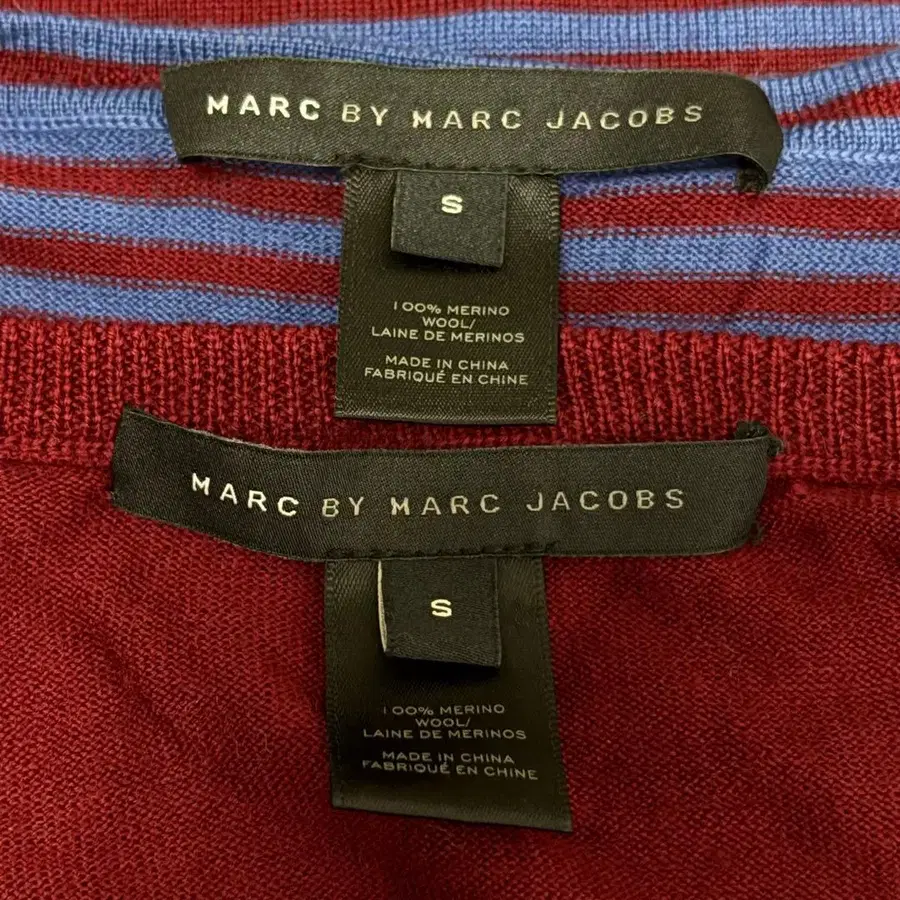 MARC BY MARC JACOBS
S
100% MERINO
WOOL/
LAINE DE MERINOS
MADE IN CHINA
FABRIQUÉ EN CHINE
MARC BY MARC JACOBS
S
100% MERINO
WOOL/
LAINE DE MERINOS
MADE IN CHINA
FABRIQUÉ EN CHINE